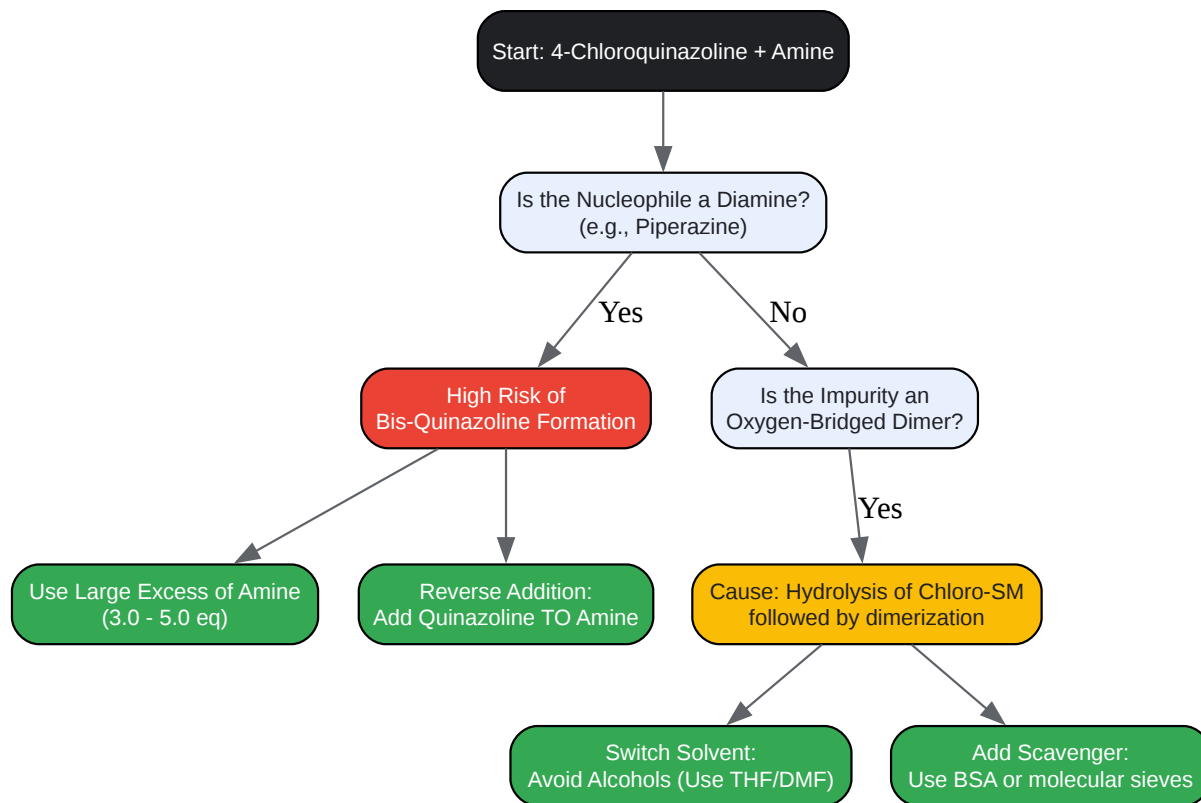 Start: 4-Chloroquinazoline + Amine
Is the Nucleophile a Diamine?
(e.g., Piperazine)
Yes
No
High Risk of
Bis-Quinazoline Formation
Is the Impurity an
Oxygen-Bridged Dimer?
Yes
Use Large Excess of Amine
(3.0 - 5.0 eq)
Reverse Addition:
Add Quinazoline TO Amine
Cause: Hydrolysis of Chloro-SM
followed by dimerization
Switch Solvent:
Avoid Alcohols (Use THF/DMF)
Add Scavenger:
Use BSA or molecular sieves